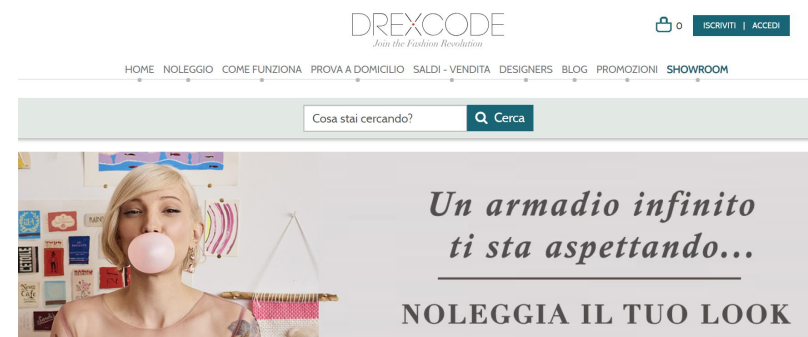 DREXCODE
Join the Fashion Revolution
0
ISCRIVITI | ACCEDI
HOME NOLEGGIO COME FUNZIONA PROVA A DOMICILIO SALDI - VENDITA DESIGNERS BLOG PROMOZIONI SHOWROOM
Cosa stai cercando? Cerca
Un armadio infinito
ti sta aspettando...
NOLEGGIA IL TUO LOOK